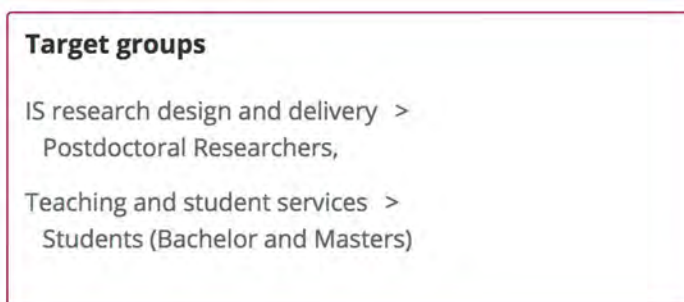 Target groups
IS research design and delivery >
Postdoctoral Researchers,
Teaching and student services >
Students (Bachelor and Masters)